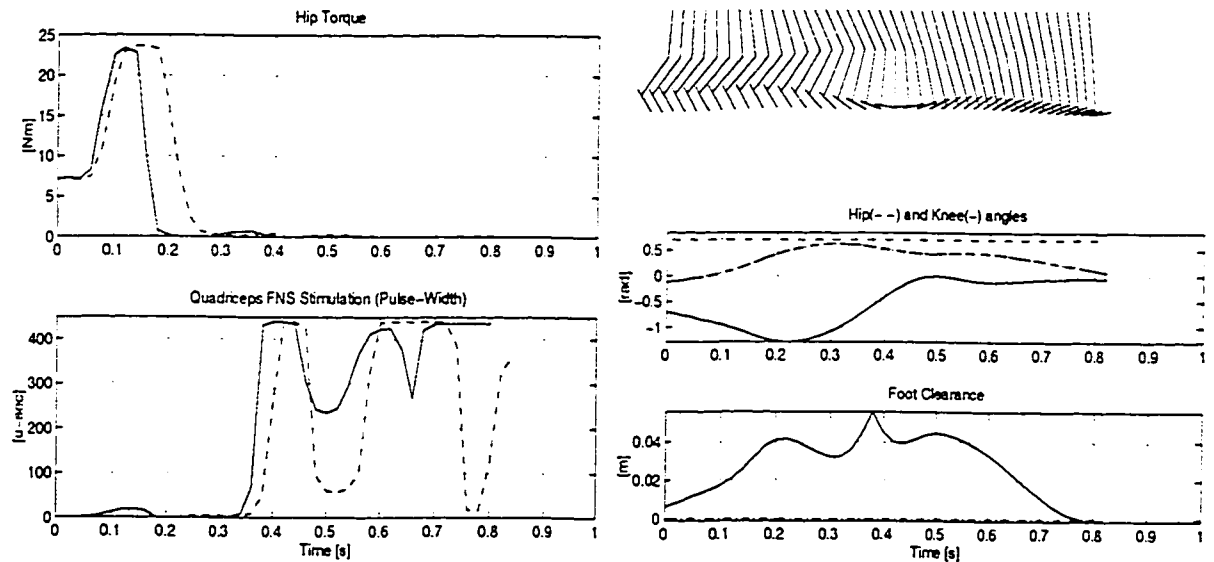 Hip Torque
25
20
15
10
5
0
[Nm]
0 0.1 0.2 0.3 0.4 0.5 0.6 0.7 0.8 0.9 1
Quadriceps FNS Stimulation (Pulse-Width)
400
300
200
100
0
0 0.1 0.2 0.3 0.4 0.5 0.6 0.7 0.8 0.9 1
Time [s]
Hip(- -) and Knee(-) angles
0.5
0
-0.5
-1
[rad]
0 0.1 0.2 0.3 0.4 0.5 0.6 0.7 0.8 0.9 1
Foot Clearance
0.04
0.02
0
[m]
0 0.1 0.2 0.3 0.4 0.5 0.6 0.7 0.8 0.9 1
Time [s]